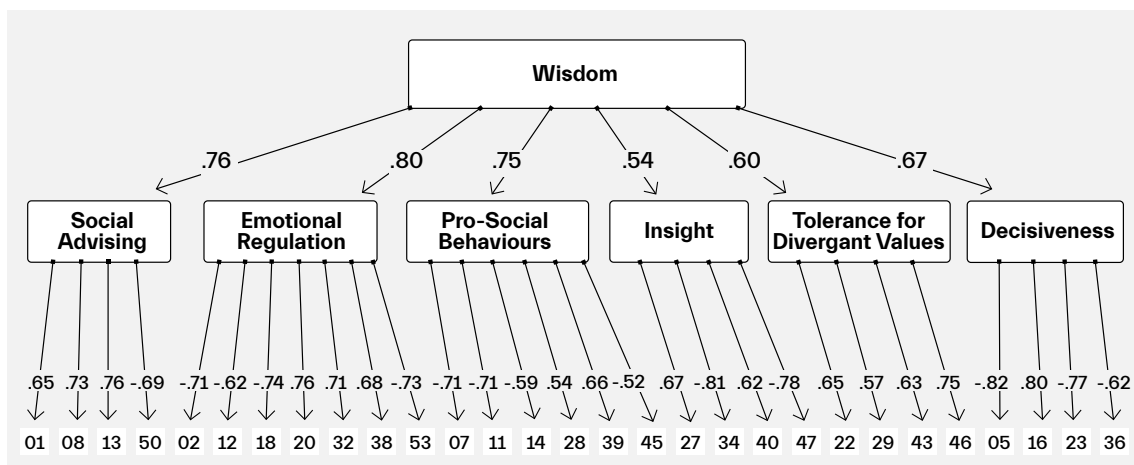 Wisdom
.76 .80 .75 .54 .60 .67
Social
Advising
Emotional
Regulation
Pro-Social
Behaviours
Insight
Tolerance for
Divergant Values
Decisiveness
.65 .73 .76 -.69 -.71 -.62 -.74 .76 .71 .68 -.73 -.71 -.71 -.59 .54 .66 -.52 .67 -.81 .62 -.78 .65 .57 .63 .75 -.82 .80 -.77 -.62
01 08 13 50 02 12 18 20 32 38 53 07 11 14 28 39 45 27 34 40 47 22 29 43 46 05 16 23 36